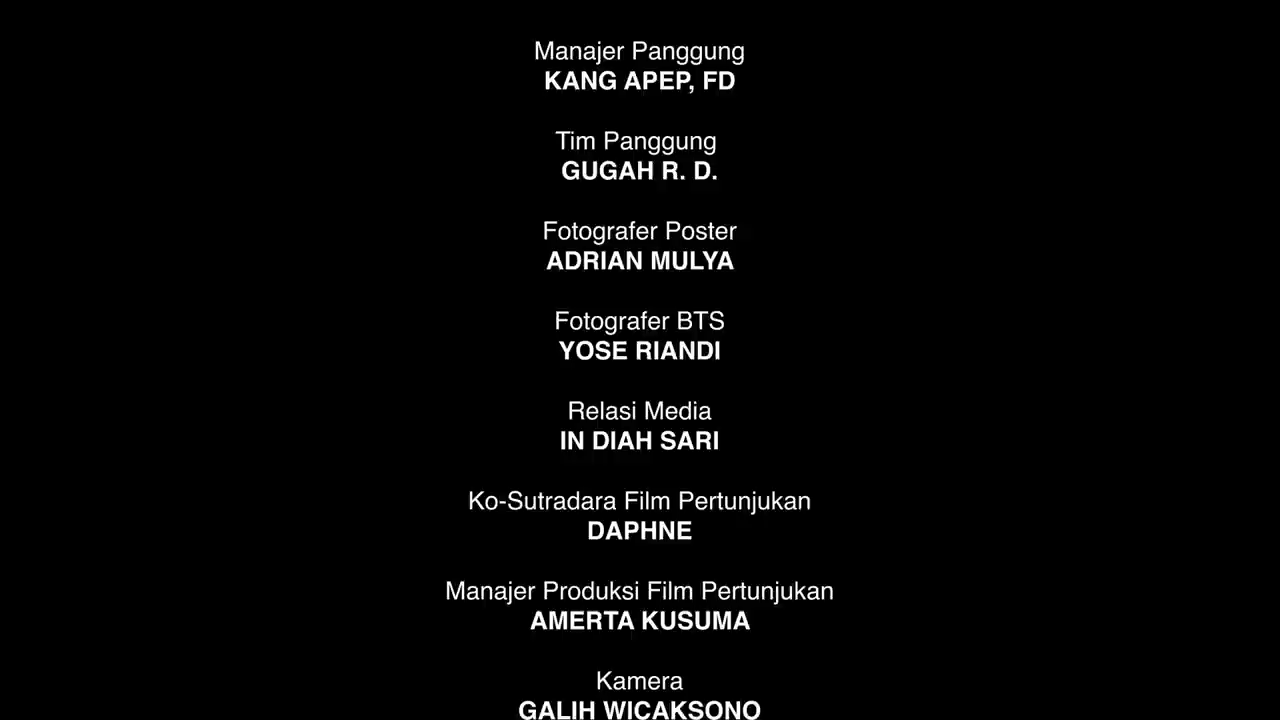 Manajer Panggung
KANG APEP, FD
Tim Panggung
GUGAH R. D.
Fotografer Poster
ADRIAN MULYA
Fotografer BTS
YOSE RIANDI
Relasi Media
IN DIAH SARI
Ko-Sutradara Film Pertunjukan
DAPHNE
Manajer Produksi Film Pertunjukan
AMERTA KUSUMA
Kamera
GALIH WICAKSONO